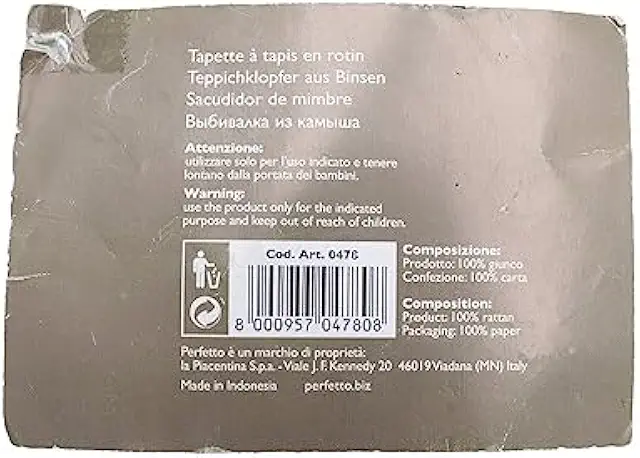 Tapette à tapis en rotin
Teppichklopfer aus Binsen
Sacudidor de mimbre
Выбивалка из камыша
Attenzione:
utilizzare solo per l'uso indicato e tenere
lontano dalla portata dei bambini.
Warning:
use the product only for the indicated
purpose and keep out of reach of children.
Cod. Art. 0478
8 000957 047808
Composizione:
Prodotto: 100% giunco
Confezione: 100% carta
Composition:
Product: 100% rattan
Packaging: 100% paper
Perfetto è un marchio di proprietà:
la Piacentina S.p.a. - Viale J. F. Kennedy 20 46019 Viadana (MN) Italy
Made in Indonesia perfetto.biz